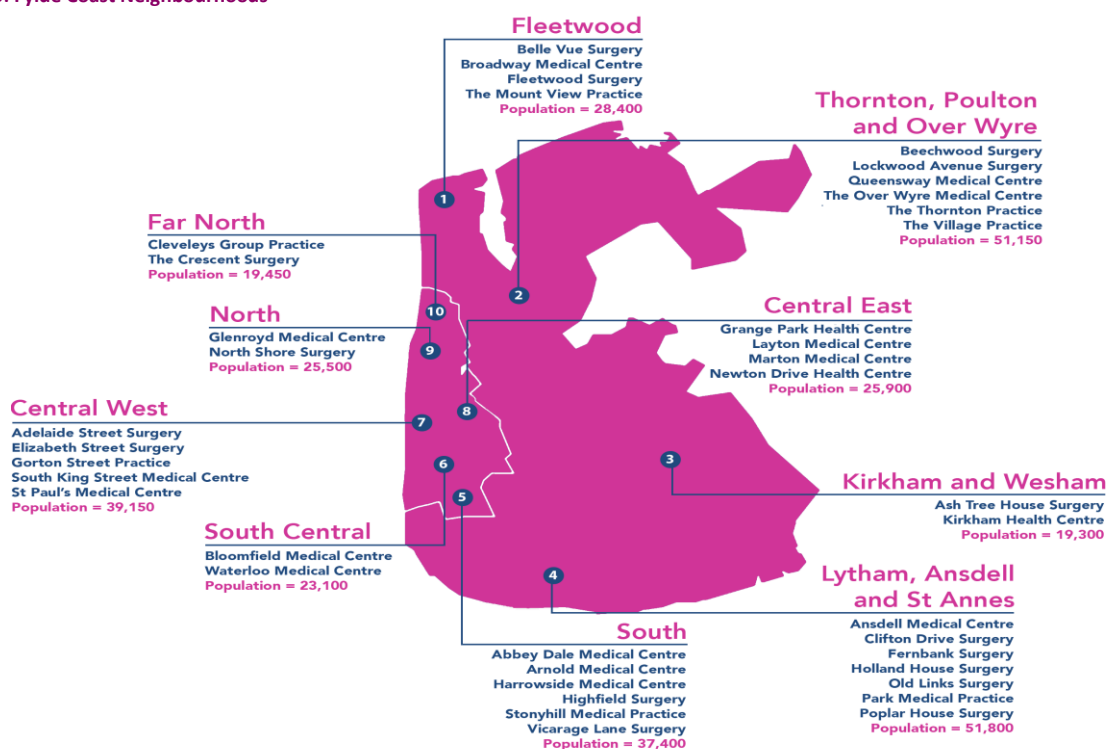 Fylde Coast Neighbourhoods
Fleetwood
Belle Vue Surgery
Broadway Medical Centre
Fleetwood Surgery
The Mount View Practice
Population = 28,400
Thornton, Poulton
and Over Wyre
Beechwood Surgery
Lockwood Avenue Surgery
Queensway Medical Centre
The Over Wyre Medical Centre
The Thornton Practice
The Village Practice
Population = 51,150
1
Far North
Cleveleys Group Practice
The Crescent Surgery
Population = 19,450
2
10
North
Glenroyd Medical Centre
North Shore Surgery
Population = 25,500
9
Central East
Grange Park Health Centre
Layton Medical Centre
Marton Medical Centre
Newton Drive Health Centre
Population = 25,900
8
Central West
Adelaide Street Surgery
Elizabeth Street Surgery
Gorton Street Practice
South King Street Medical Centre
St Paul's Medical Centre
Population = 39,150
7
6
3
5
Kirkham and Wesham
Ash Tree House Surgery
Kirkham Health Centre
Population = 19,300
South Central
Bloomfield Medical Centre
Waterloo Medical Centre
Population = 23,100
4
Lytham, Ansdell
and St Annes
Ansdell Medical Centre
Clifton Drive Surgery
Fernbank Surgery
Holland House Surgery
Old Links Surgery
Park Medical Practice
Poplar House Surgery
Population = 51,800
South
Abbey Dale Medical Centre
Arnold Medical Centre
Harrowside Medical Centre
Highfield Surgery
Stonyhill Medical Practice
Vicarage Lane Surgery
Population = 37,400